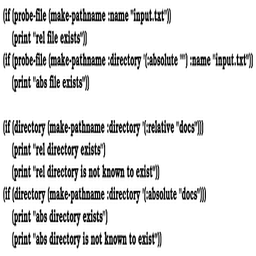 (if (probe-file (make-pathname :name "input.txt"))
(print "rel file exists"))
(if (probe-file (make-pathname :directory '(:absolute "") :name "input.txt"))
(print "abs file exists"))
(if (directory (make-pathname :directory '(:relative "docs")))
(print "rel directory exists")
(print "rel directory is not known to exist"))
(if (directory (make-pathname :directory '(:absolute "docs")))
(print "abs directory exists")
(print "abs directory is not known to exist"))